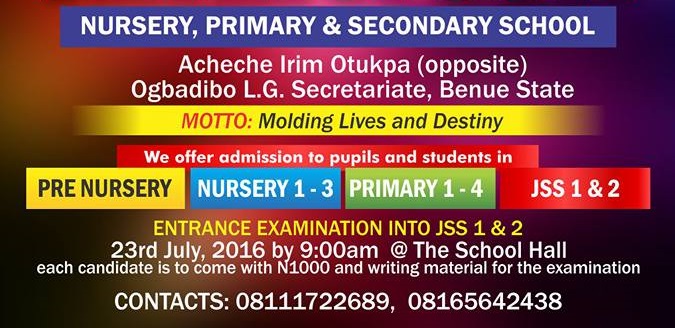 NURSERY, PRIMARY & SECONDARY SCHOOL
Acheche Irim Otukpa (opposite)
Ogbadibo L.G. Secretariate, Benue State
MOTTO: Molding Lives and Destiny
We offer admission to pupils and students in
PRE NURSERY NURSERY 1 - 3 PRIMARY 1 - 4 JSS 1 & 2
ENTRANCE EXAMINATION INTO JSS 1 & 2
23rd July, 2016 by 9:00am @ The School Hall
each candidate is to come with N1000 and writing material for the examination
CONTACTS: 08111722689, 08165642438